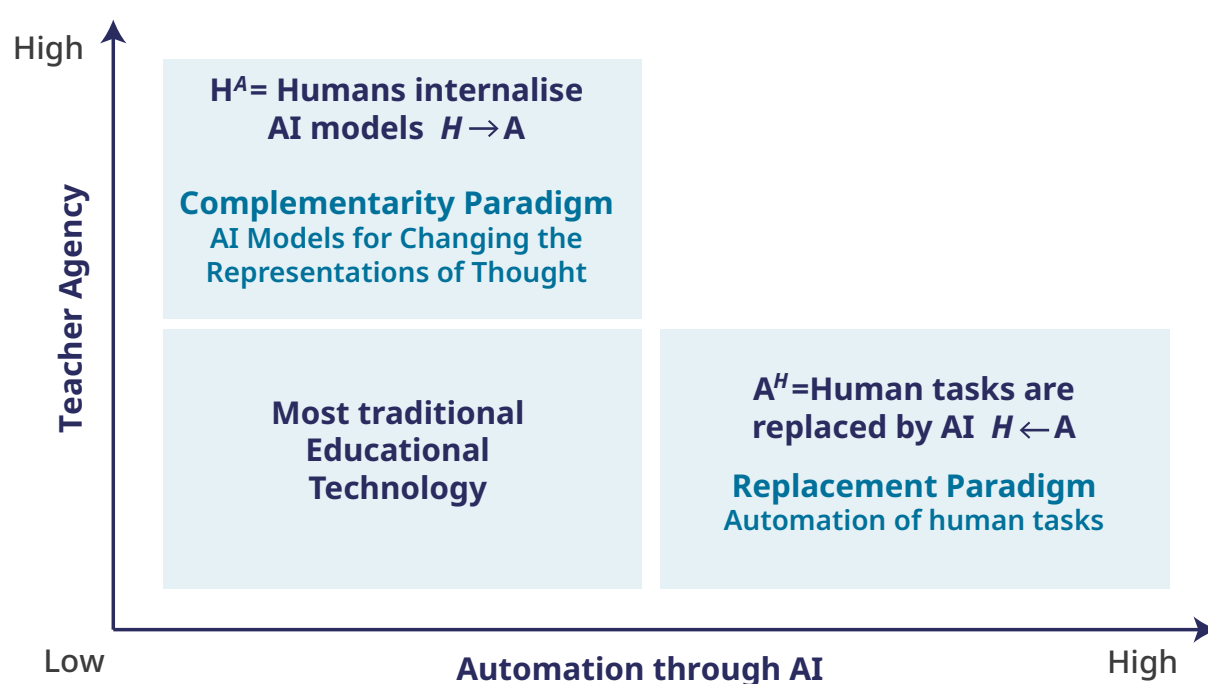 High
Teacher Agency
Hᴬ= Humans internalise
AI models H→A
Complementarity Paradigm
AI Models for Changing the
Representations of Thought
Most traditional
Educational
Technology
Aᴴ=Human tasks are
replaced by AI H←A
Replacement Paradigm
Automation of human tasks
Low
Automation through AI
High